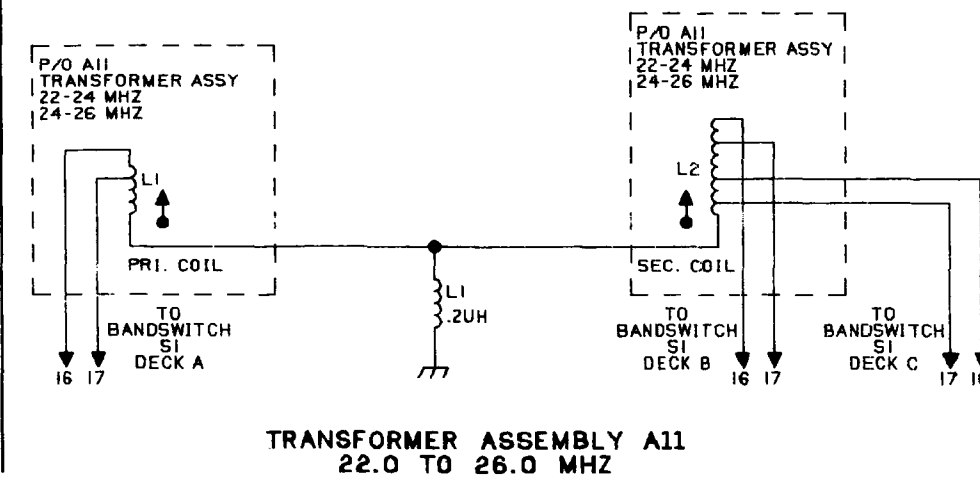 P/O A11
TRANSFORMER ASSY
22-24 MHZ
24-26 MHZ
L1
PRI. COIL
TO
BANDSWITCH
S1
DECK A
16 17
L1
.2UH
P/O A11
TRANSFORMER ASSY
22-24 MHZ
24-26 MHZ
L2
SEC. COIL
TO
BANDSWITCH
S1
DECK B
16 17
TO
BANDSWITCH
S1
DECK C
17
TRANSFORMER ASSEMBLY A11
22.0 TO 26.0 MHZ